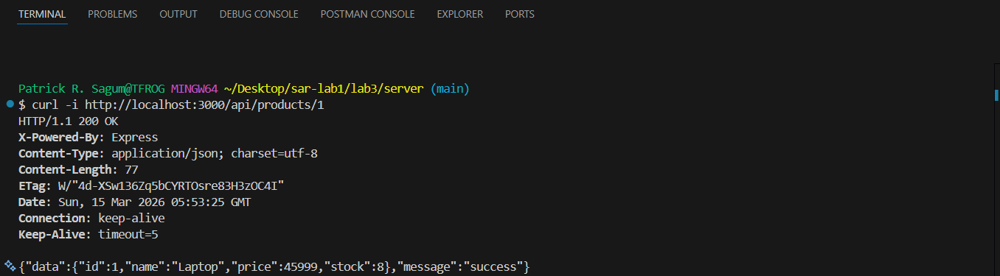 TERMINAL PROBLEMS OUTPUT DEBUG CONSOLE POSTMAN CONSOLE EXPLORER PORTS
Patrick R. Sagum@TFROG MINGW64 ~/Desktop/sar-lab1/lab3/server (main)
$ curl -i http://localhost:3000/api/products/1
HTTP/1.1 200 OK
X-Powered-By: Express
Content-Type: application/json; charset=utf-8
Content-Length: 77
ETag: W/"4d-XSw136Zq5bCYRTOsre83H3zOC4I"
Date: Sun, 15 Mar 2026 05:53:25 GMT
Connection: keep-alive
Keep-Alive: timeout=5
{"data":{"id":1,"name":"Laptop","price":45999,"stock":8},"message":"success"}